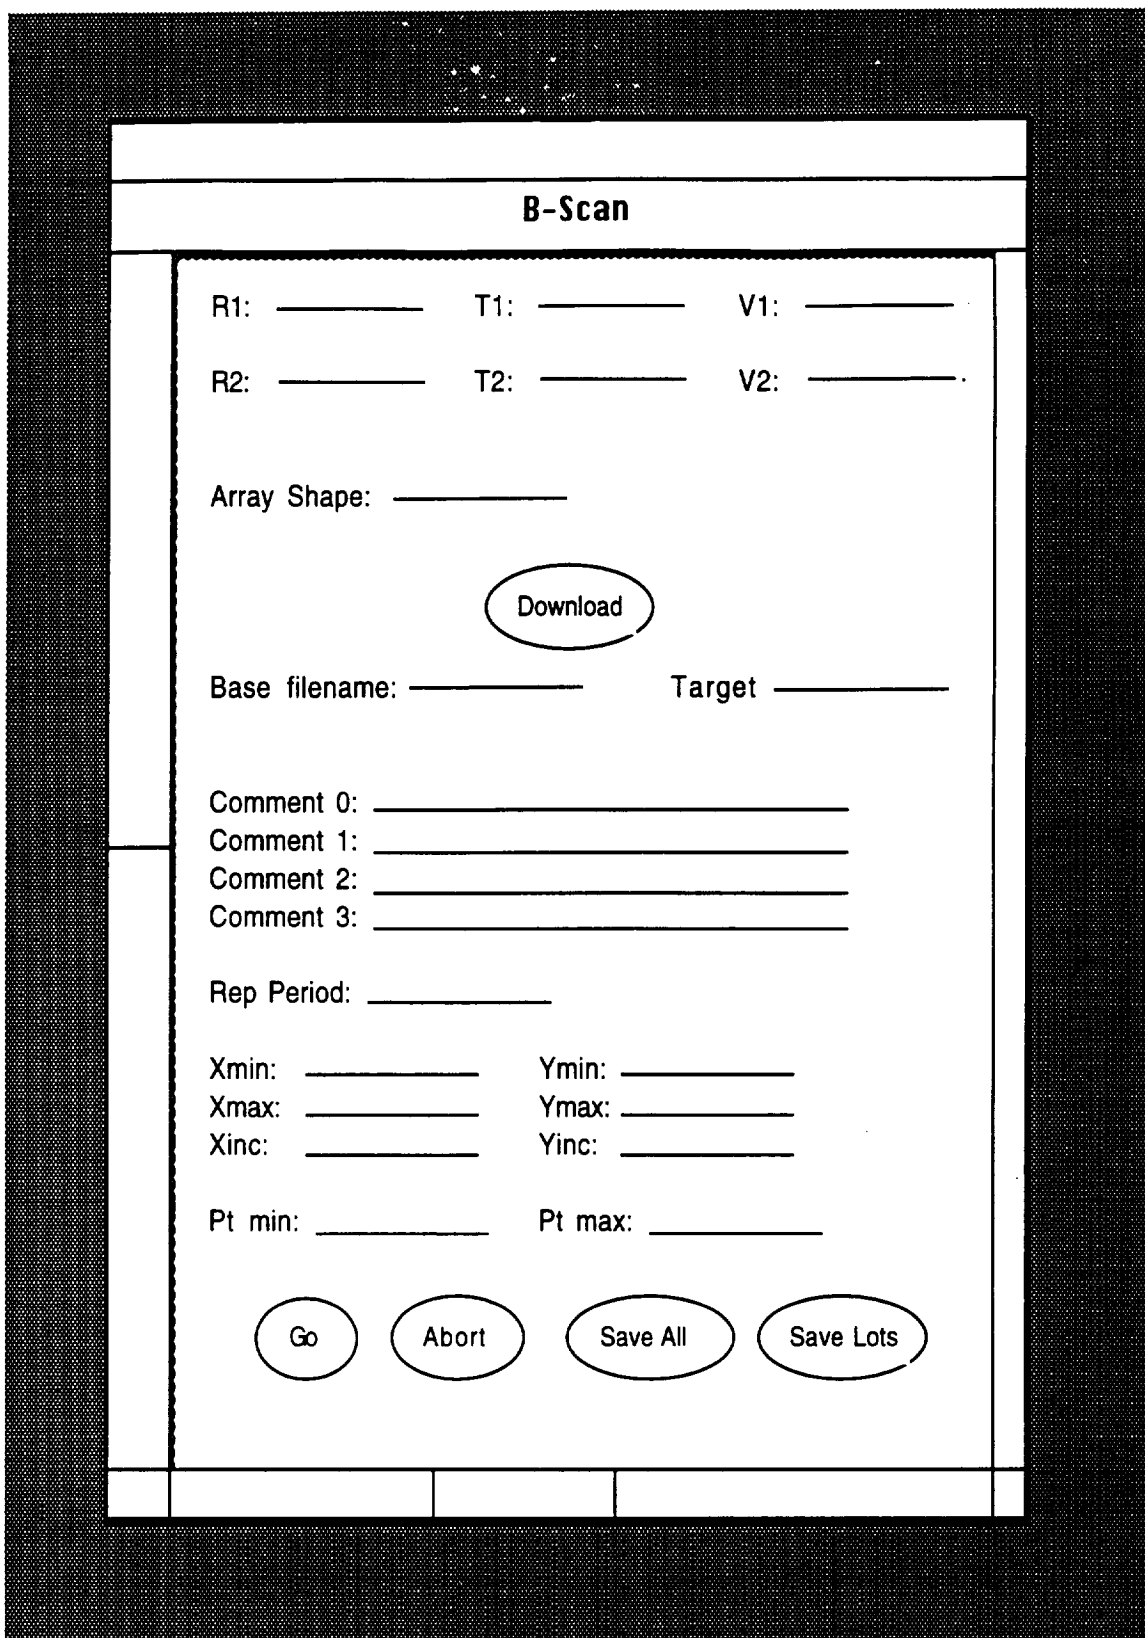 B-Scan
R1: T1: V1:
R2: T2: V2:
Array Shape:
Download
Base filename: Target
Comment 0:
Comment 1:
Comment 2:
Comment 3:
Rep Period:
Xmin: Ymin:
Xmax: Ymax:
Xinc: Yinc:
Pt min: Pt max:
Go Abort Save All Save Lots